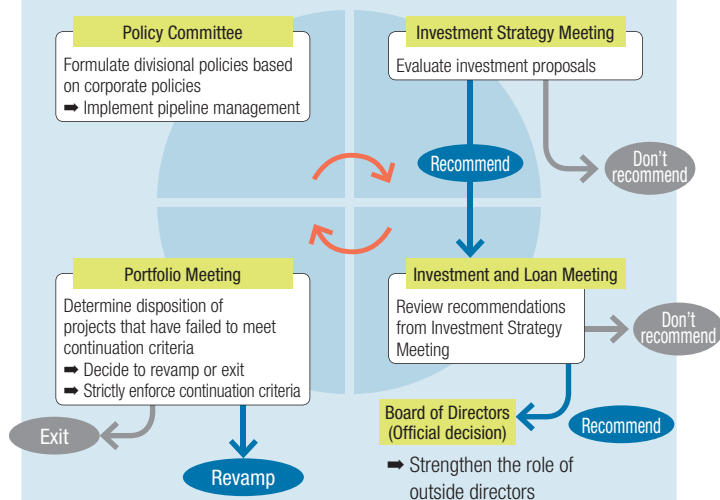 Policy Committee
Formulate divisional policies based
on corporate policies
➡ Implement pipeline management
Investment Strategy Meeting
Evaluate investment proposals
Recommend
Don't
recommend
Portfolio Meeting
Determine disposition of
projects that have failed to meet
continuation criteria
➡ Decide to revamp or exit
➡ Strictly enforce continuation criteria
Exit
Revamp
Investment and Loan Meeting
Review recommendations
from Investment Strategy
Meeting
Don't
recommend
Board of Directors
(Official decision)
Recommend
➡ Strengthen the role of
outside directors